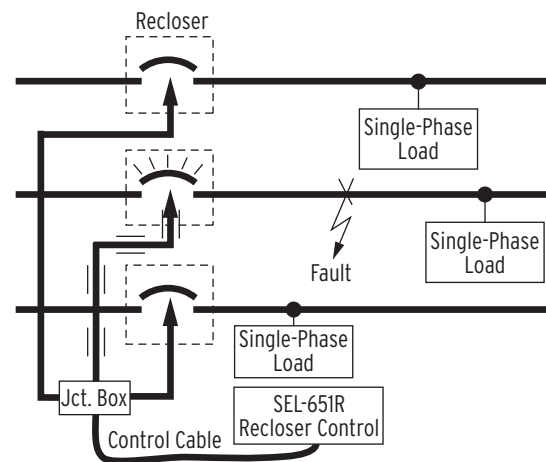 Recloser
Single-Phase
Load
Single-Phase
Load
Fault
Single-Phase
Load
Jct. Box
SEL-651R
Recloser Control
Control Cable